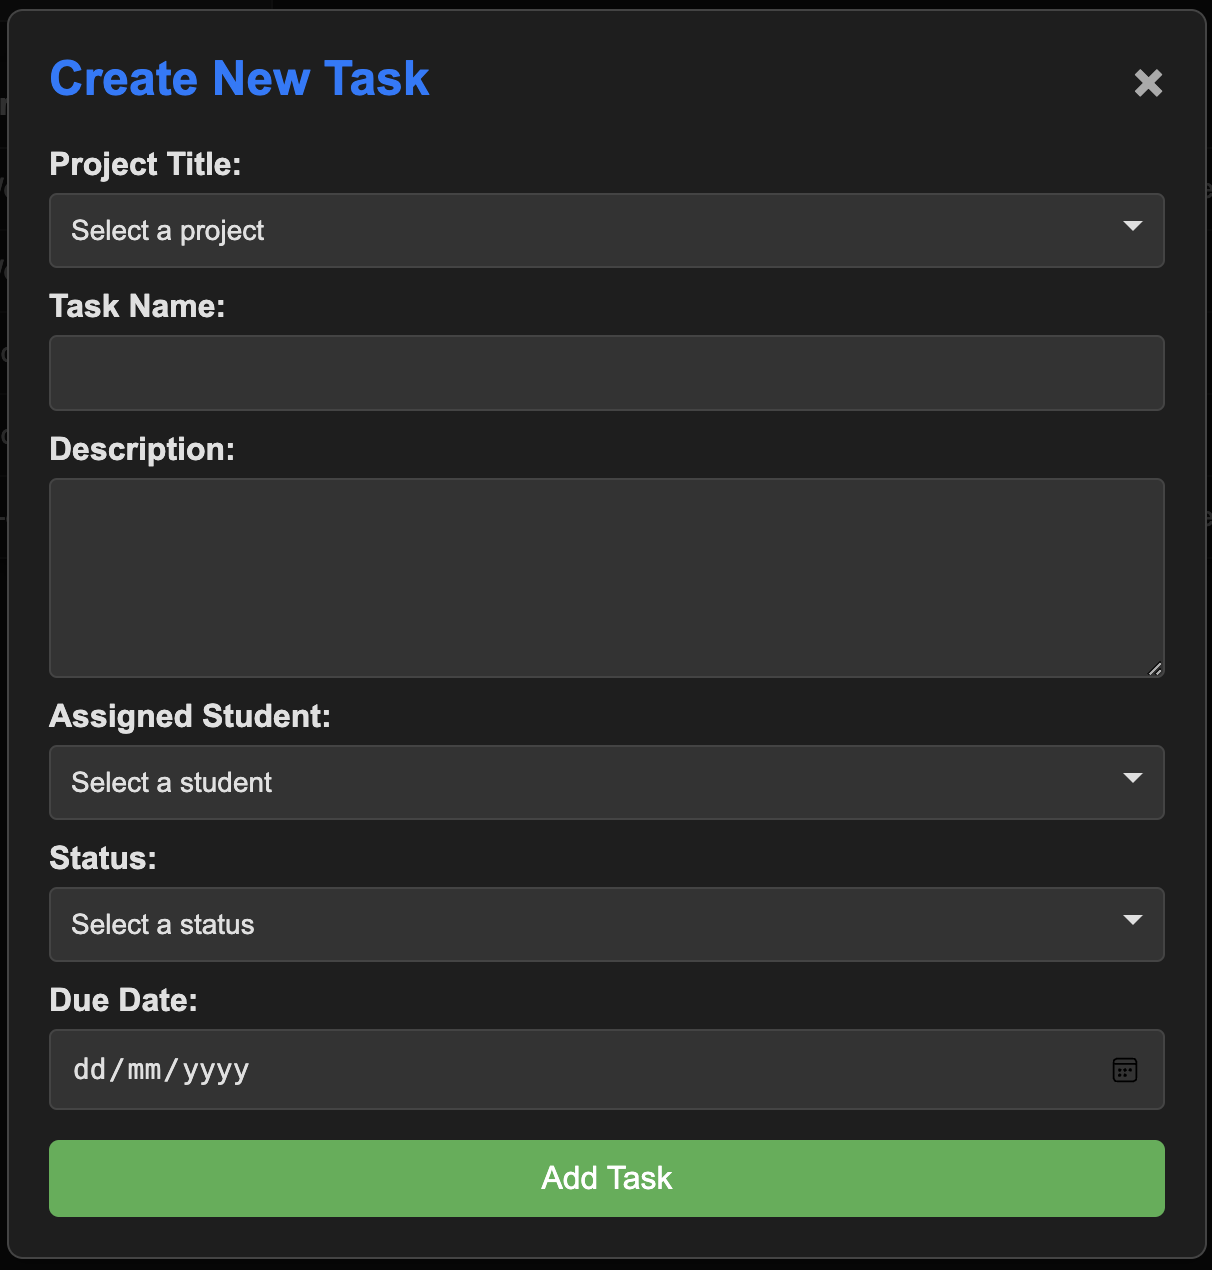 Create New Task
✖
Project Title:
Select a project
Task Name:
Description:
Assigned Student:
Select a student
Status:
Select a status
Due Date:
dd/mm/yyyy
Add Task